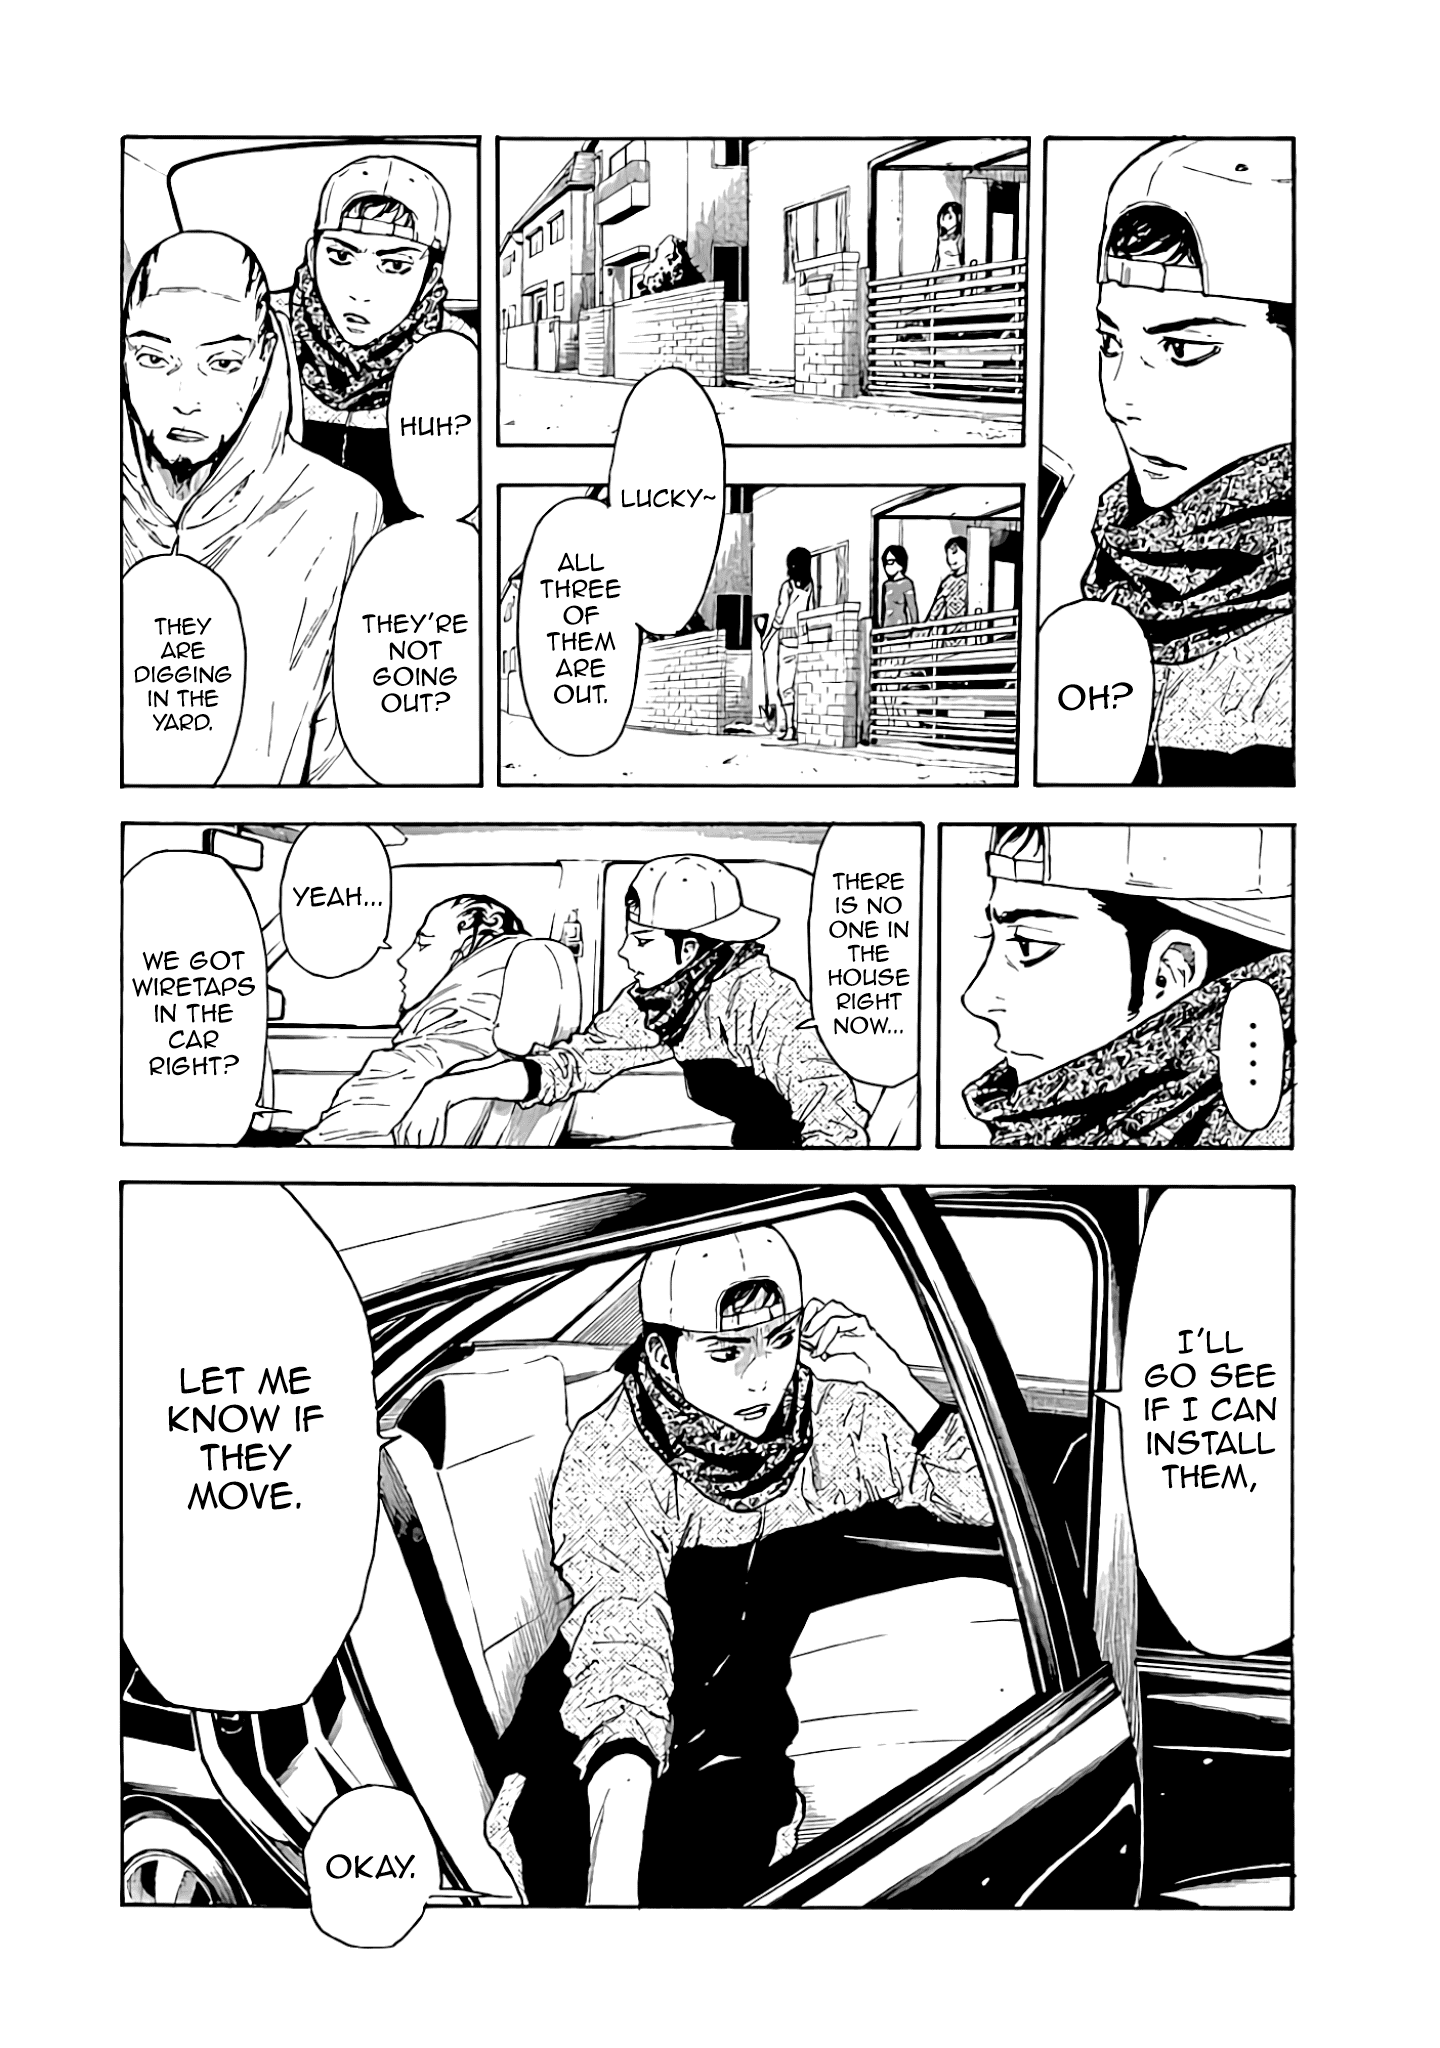 OH?
LUCKY~
ALL
THREE
OF
THEM
ARE
OUT.
HUH?
THEY'RE
NOT
GOING
OUT?
THEY
ARE
DIGGING
IN THE
YARD.
....
THERE
IS NO
ONE IN
THE
HOUSE
RIGHT
NOW...
YEAH...
WE GOT
WIRETAPS
IN THE
CAR
RIGHT?
I'LL
GO SEE
IF I CAN
INSTALL
THEM,
LET ME
KNOW IF
THEY
MOVE.
OKAY.